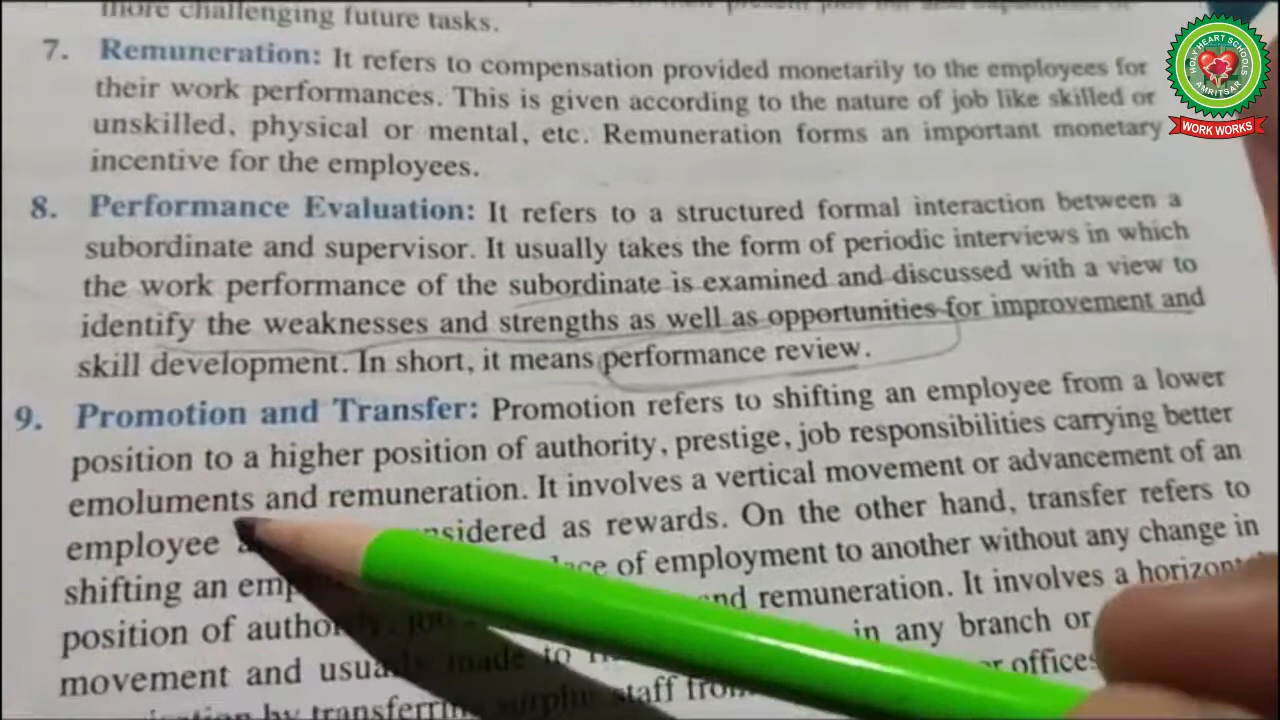 more challenging future tasks.
7. Remuneration: It refers to compensation provided monetarily to the employees for
their work performances. This is given according to the nature of job like skilled or
unskilled, physical or mental, etc. Remuneration forms an important monetary
incentive for the employees.
8. Performance Evaluation: It refers to a structured formal interaction between a
subordinate and supervisor. It usually takes the form of periodic interviews in which
the work performance of the subordinate is examined and discussed with a view to
identify the weaknesses and strengths as well as opportunities for improvement and
skill development. In short, it means performance review.
9. Promotion and Transfer: Promotion refers to shifting an employee from a lower
position to a higher position of authority, prestige, job responsibilities carrying better
emoluments and remuneration. It involves a vertical movement or advancement of an
employee as rewards. On the other hand, transfer refers to
shifting an of employment to another without any change in
position of and remuneration. It involves a
movement and made to in any branch or
by transferring surplus staff from offices
HOLY HEART SCHOOLS
AMRITSAR
WORK WORKS